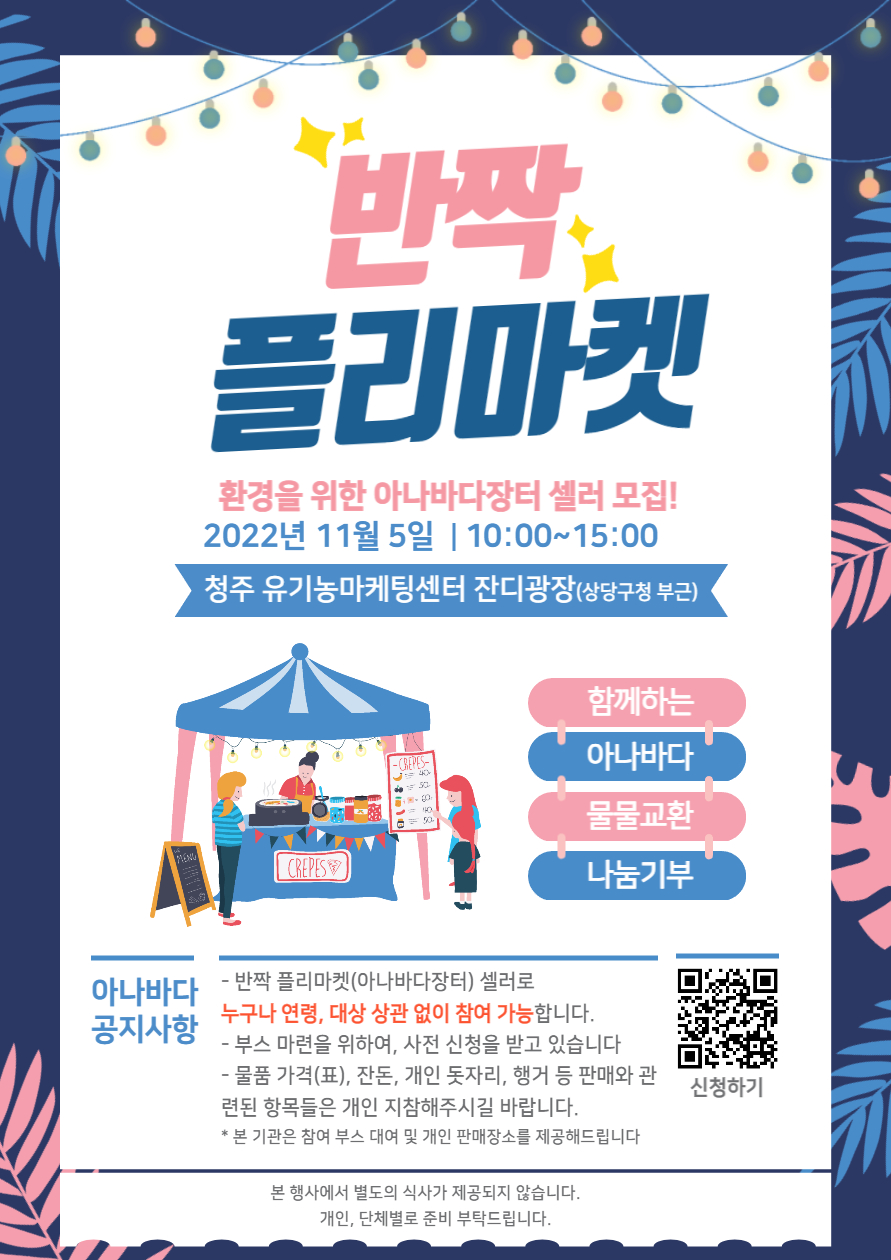 반짝
플리마켓
환경을 위한 아나바다장터 셀러 모집!
2022년 11월 5일 | 10:00~15:00
청주 유기농마케팅센터 잔디광장(상당구청 부근)
함께하는
아나바다
물물교환
나눔기부
-CREPES-
40.-
50.-
60.-
40.-
50.-
MENU
CREPES
아나바다
공지사항
- 반짝 플리마켓(아나바다장터) 셀러로
누구나 연령, 대상 상관 없이 참여 가능합니다.
- 부스 마련을 위하여, 사전 신청을 받고 있습니다
- 물품 가격(표), 잔돈, 개인 돗자리, 행거 등 판매와 관
련된 항목들은 개인 지참해주시길 바랍니다.
* 본 기관은 참여 부스 대여 및 개인 판매장소를 제공해드립니다
신청하기
본 행사에서 별도의 식사가 제공되지 않습니다.
개인, 단체별로 준비 부탁드립니다.